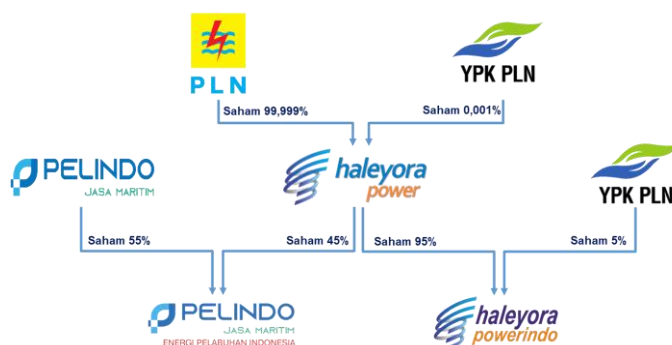 PLN
YPK PLN
Saham 99,999%
Saham 0,001%
PELINDO
JASA MARITIM
haleyora
power
YPK PLN
Saham 55%
Saham 45%
Saham 95%
Saham 5%
PELINDO
JASA MARITIM
ENERGI PELABUHAN INDONESIA
haleyora
powerindo